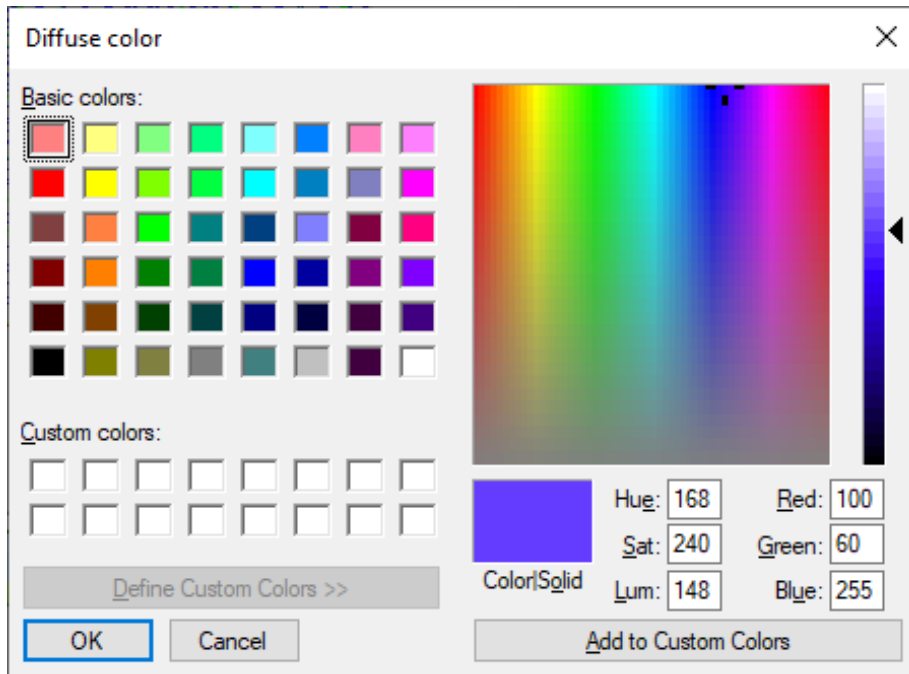 Diffuse color
Basic colors:
Custom colors:
Define Custom Colors >>
OK
Cancel
Color|Solid
Hue: 168
Sat: 240
Lum: 148
Red: 100
Green: 60
Blue: 255
Add to Custom Colors